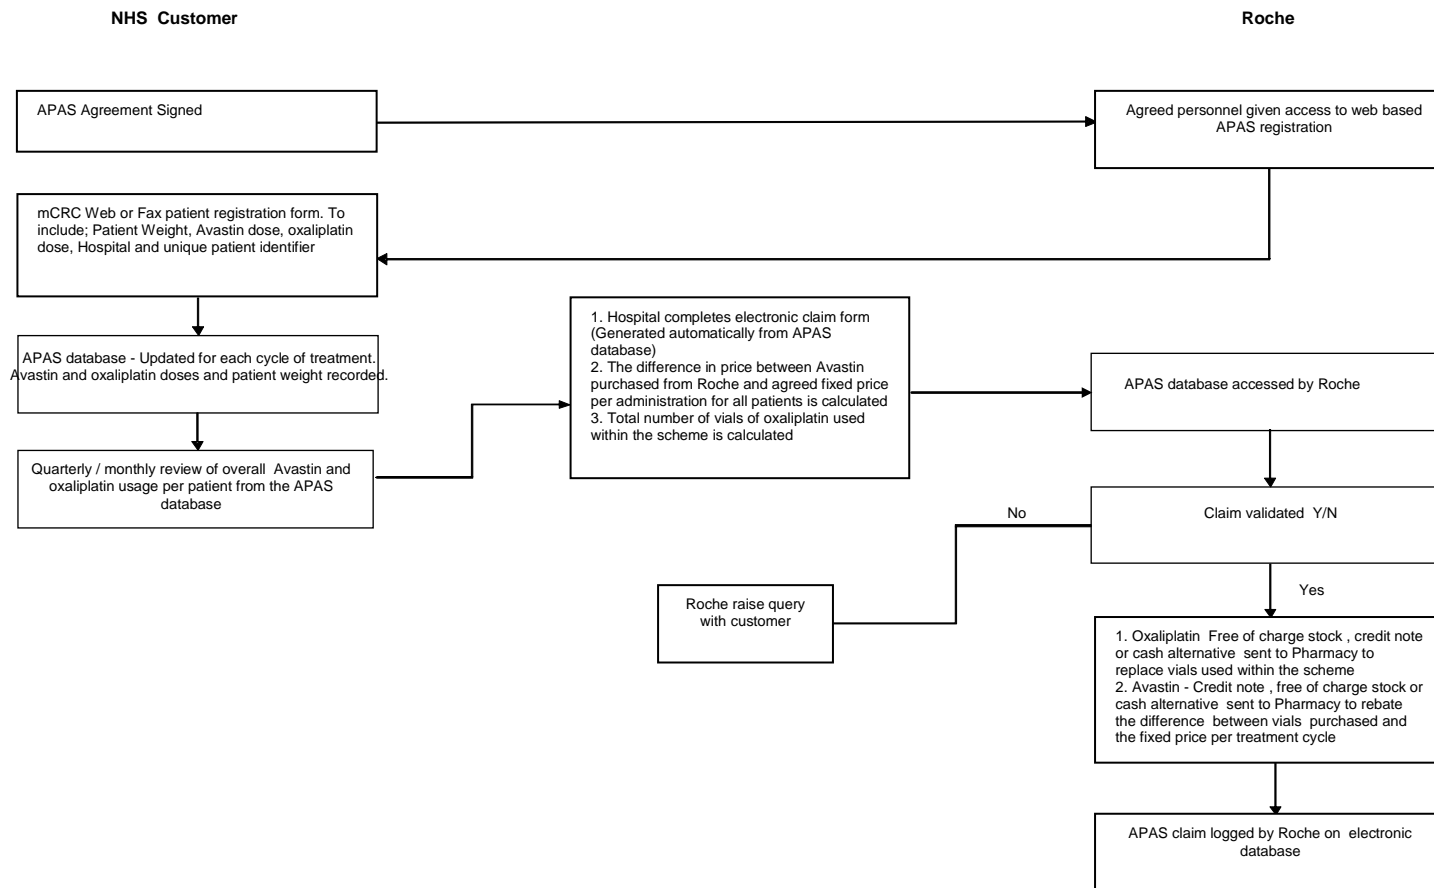 NHS Customer
Roche
APAS Agreement Signed
Agreed personnel given access to web based
APAS registration
mCRC Web or Fax patient registration form. To
include; Patient Weight, Avastin dose, oxaliplatin
dose, Hospital and unique patient identifier
APAS database - Updated for each cycle of treatment.
Avastin and oxaliplatin doses and patient weight recorded.
Quarterly / monthly review of overall Avastin and
oxaliplatin usage per patient from the APAS
database
1. Hospital completes electronic claim form
(Generated automatically from APAS
database)
2. The difference in price between Avastin
purchased from Roche and agreed fixed price
per administration for all patients is calculated
3. Total number of vials of oxaliplatin used
within the scheme is calculated
APAS database accessed by Roche
Claim validated Y/N
No
Yes
Roche raise query
with customer
1. Oxaliplatin Free of charge stock , credit note
or cash alternative sent to Pharmacy to
replace vials used within the scheme
2. Avastin - Credit note , free of charge stock or
cash alternative sent to Pharmacy to rebate
the difference between vials purchased and
the fixed price per treatment cycle
APAS claim logged by Roche on electronic
database